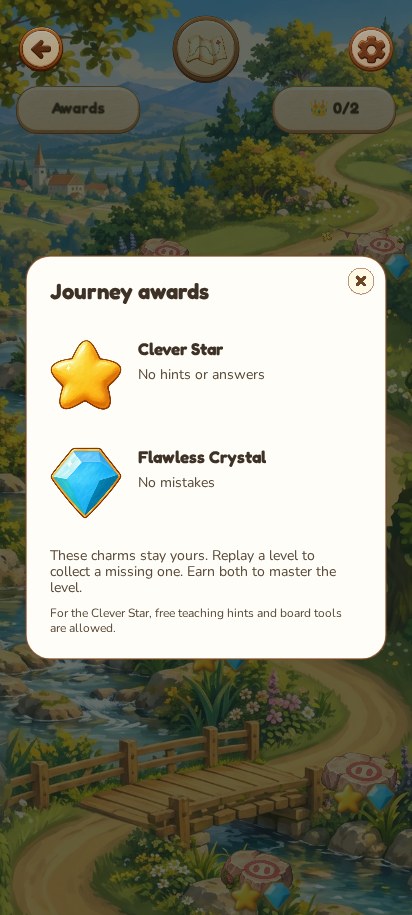 Awards
0/2
Journey awards
Clever Star
No hints or answers
Flawless Crystal
No mistakes
These charms stay yours. Replay a level to
collect a missing one. Earn both to master the
level.
For the Clever Star, free teaching hints and board tools
are allowed.